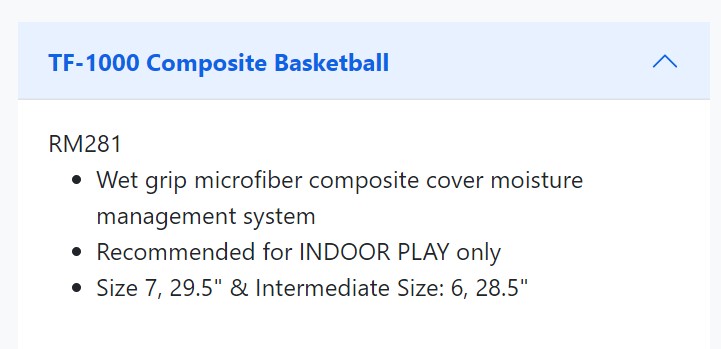 TF-1000 Composite Basketball
RM281
• Wet grip microfiber composite cover moisture
management system
• Recommended for INDOOR PLAY only
• Size 7, 29.5" & Intermediate Size: 6, 28.5"